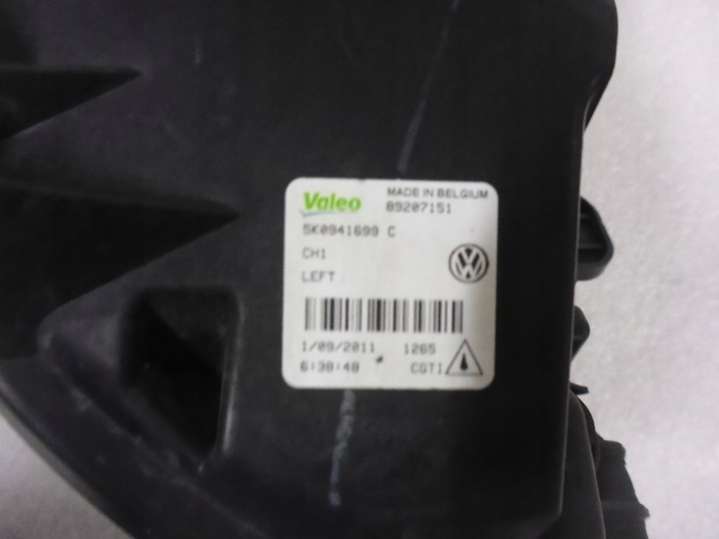 Valeo MADE IN BELGIUM
89207151
5K0941699 C
CH1
LEFT
1/09/2011 1265
6:38:48 * CGTI